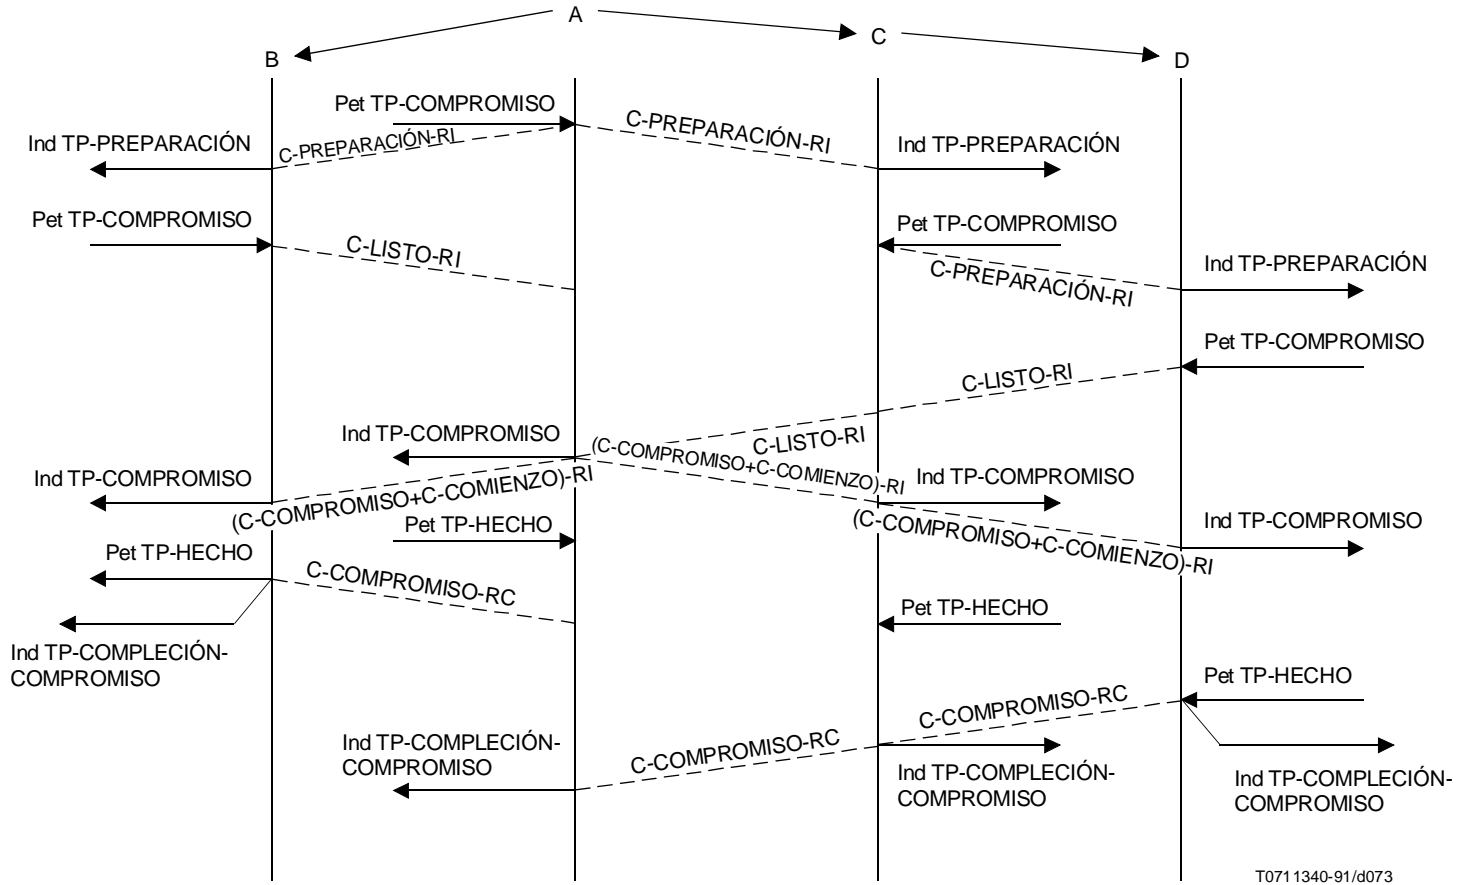 A
B
C
D
Pet TP-COMPROMISO
C-PREPARACIÓN-RI
Ind TP-PREPARACIÓN
C-PREPARACIÓN-RI
Ind TP-PREPARACIÓN
Pet TP-COMPROMISO
C-LISTO-RI
Pet TP-COMPROMISO
C-PREPARACIÓN-RI
Ind TP-PREPARACIÓN
Pet TP-COMPROMISO
C-LISTO-RI
Ind TP-COMPROMISO
C-LISTO-RI
(C-COMPROMISO+C-COMIENZO)-RI
Ind TP-COMPROMISO
(C-COMPROMISO+C-COMIENZO)-RI
Ind TP-COMPROMISO
(C-COMPROMISO+C-COMIENZO)-RI
Ind TP-COMPROMISO
Pet TP-HECHO
Pet TP-HECHO
C-COMPROMISO-RC
Pet TP-HECHO
Ind TP-COMPLECIÓN-
COMPROMISO
Pet TP-HECHO
C-COMPROMISO-RC
Ind TP-COMPLECIÓN-
COMPROMISO
C-COMPROMISO-RC
Ind TP-COMPLECIÓN-
COMPROMISO
Ind TP-COMPLECIÓN-
COMPROMISO
T0711340-91/d073